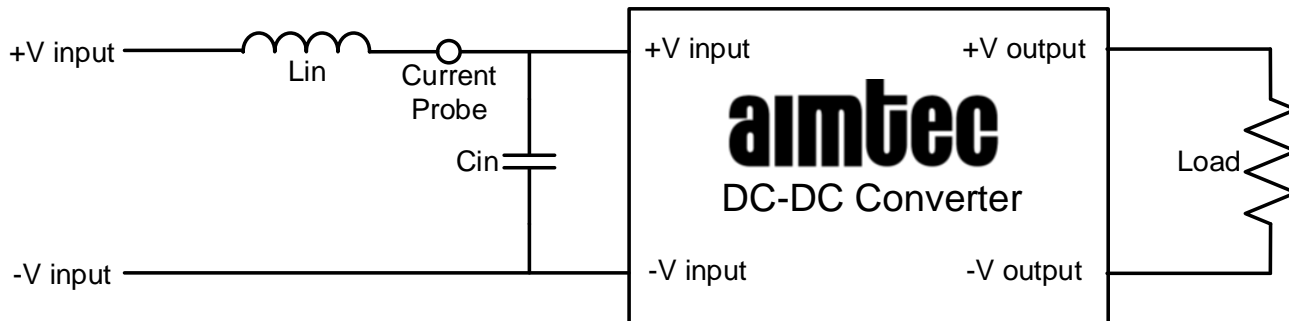 +V input
Lin
Current
Probe
Cin
-V input
+V input
+V output
aimtec
DC-DC Converter
-V input
-V output
Load